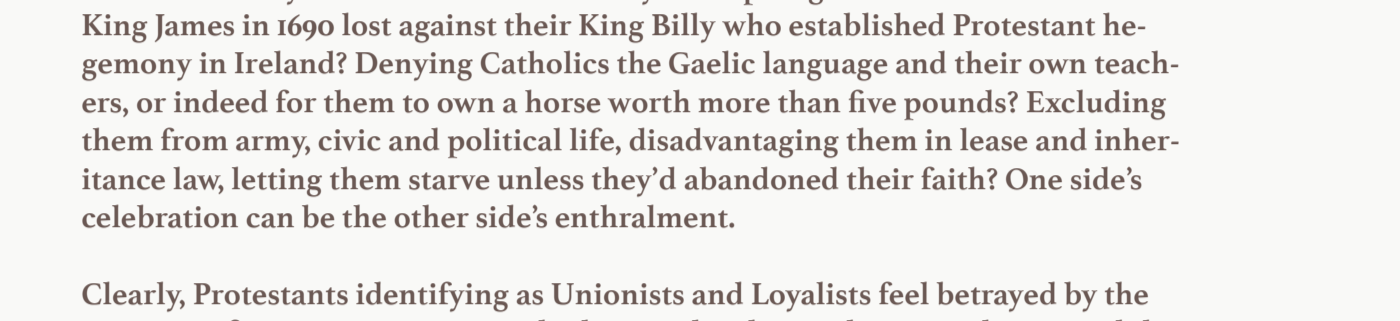 King James in 1690 lost against their King Billy who established Protestant he-
gemony in Ireland? Denying Catholics the Gaelic language and their own teach-
ers, or indeed for them to own a horse worth more than five pounds? Excluding
them from army, civic and political life, disadvantaging them in lease and inher-
itance law, letting them starve unless they’d abandoned their faith? One side’s
celebration can be the other side’s enthralment.
Clearly, Protestants identifying as Unionists and Loyalists feel betrayed by the